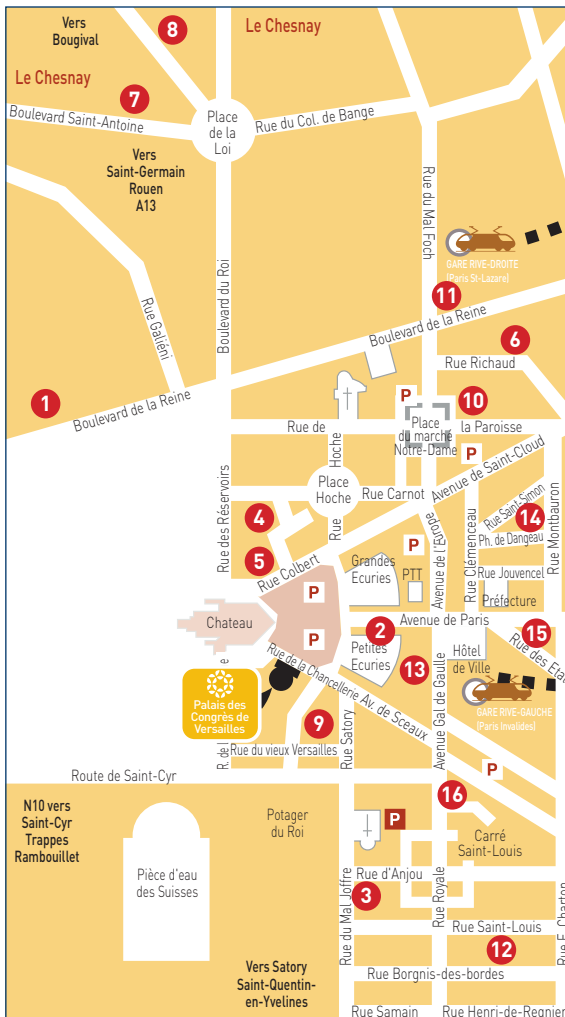 Vers
Bougival
8
Le Chesnay
Le Chesnay
7
Boulevard Saint-Antoine
Place
de la
Loi
Rue du Col. de Bange
Vers
Saint-Germain
Rouen
A13
Rue du Mal Foch
GARE RIVE-DROITE
(Paris St-Lazare)
Boulevard du Roi
Rue Galiéni
11
Boulevard de la Reine
6
Rue Richaud
1
Boulevard de la Reine
P
10
Rue de
la Paroisse
Place
du marché
Notre-Dame
Hoche
P
Avenue de Saint-Cloud
Rue des Réservoirs
Place
Hoche
Rue Carnot
Rue
4
Rue Saint-Simon
14
Rue Montbauron
5
Rue Colbert
P
Avenue de l'Europe
Rue Clémenceau
Ph. de Dangeau
Grandes
Ecuries
PTT
Rue Jouvencel
P
Préfecture
Chateau
Avenue de Paris
P
2
Petites
Ecuries
15
Rue des Eta
Hôtel
de Ville
13
Rue de la Chancellerie
Av. de Sceaux
Avenue Gal de Gaulle
Palais des
Congrès de
Versailles
R. de l
e
GARE RIVE-GAUCHE
(Paris Invalides)
9
Rue Satory
Rue du vieux Versailles
Route de Saint-Cyr
P
16
N10 vers
Saint-Cyr
Trappes
Rambouillet
Potager
du Roi
P
Carré
Saint-Louis
Pièce d'eau
des Suisses
Rue d'Anjou
3
Rue du Mal Joffre
Rue Royale
Rue Saint-Louis
Rue E. Charton
12
Vers Satory
Saint-Quentin-
en-Yvelines
Rue Borgnis-des-bordes
Rue Samain
Rue Henri-de-Regnier